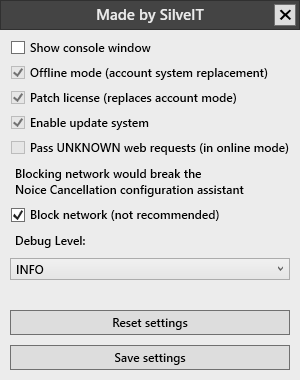 Made by SilveIT
Show console window
Offline mode (account system replacement)
Patch license (replaces account mode)
Enable update system
Pass UNKNOWN web requests (in online mode)
Blocking network would break the
Noice Cancellation configuration assistant
Block network (not recommended)
Debug Level:
INFO
Reset settings
Save settings